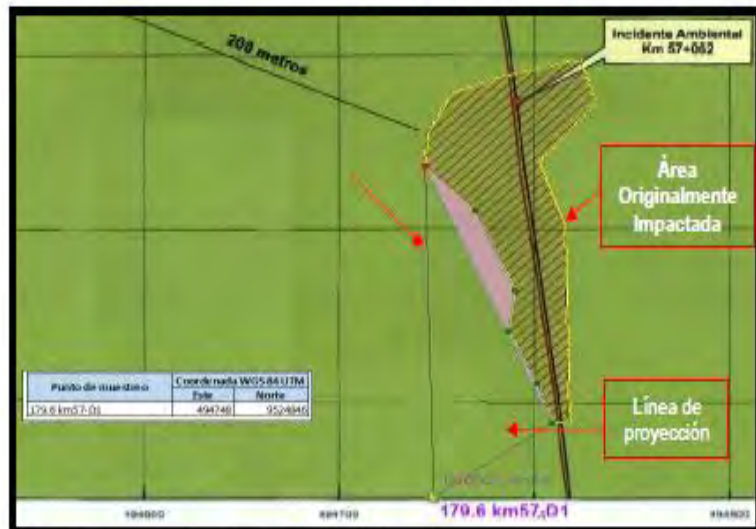 208 metros
Incidente Ambiental
Km 57+052
Área
Originalmente
Impactada
Punto de muestreo
Coordenada WGS 84 UTM
Este
Norte
179.6 km57-D1
494748
9524846
Línea de
proyección
179.6 km57,D1